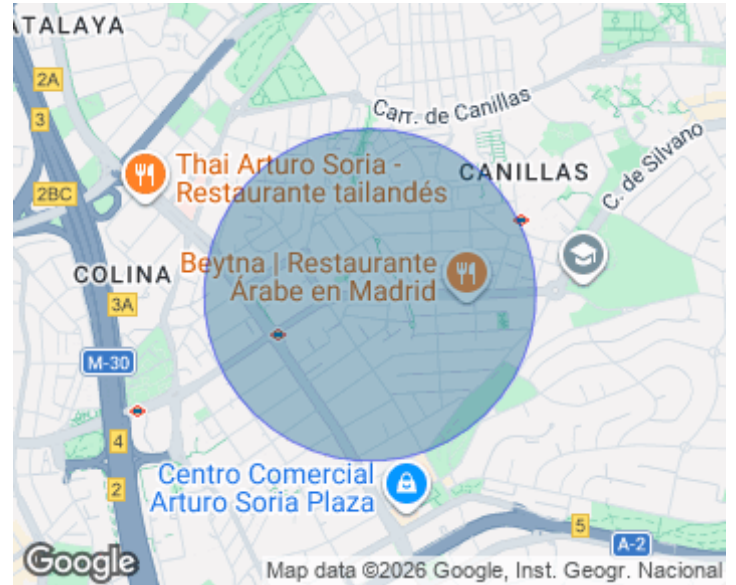 ATALAYA
2A
3
Carr. de Canillas
Thai Arturo Soria -
Restaurante tailandés
CANILLAS
C. de Silvano
2BC
COLINA
Beytna | Restaurante
Árabe en Madrid
3A
M-30
4
2
Centro Comercial
Arturo Soria Plaza
5
A-2
Google
Map data ©2026 Google, Inst. Geogr. Nacional